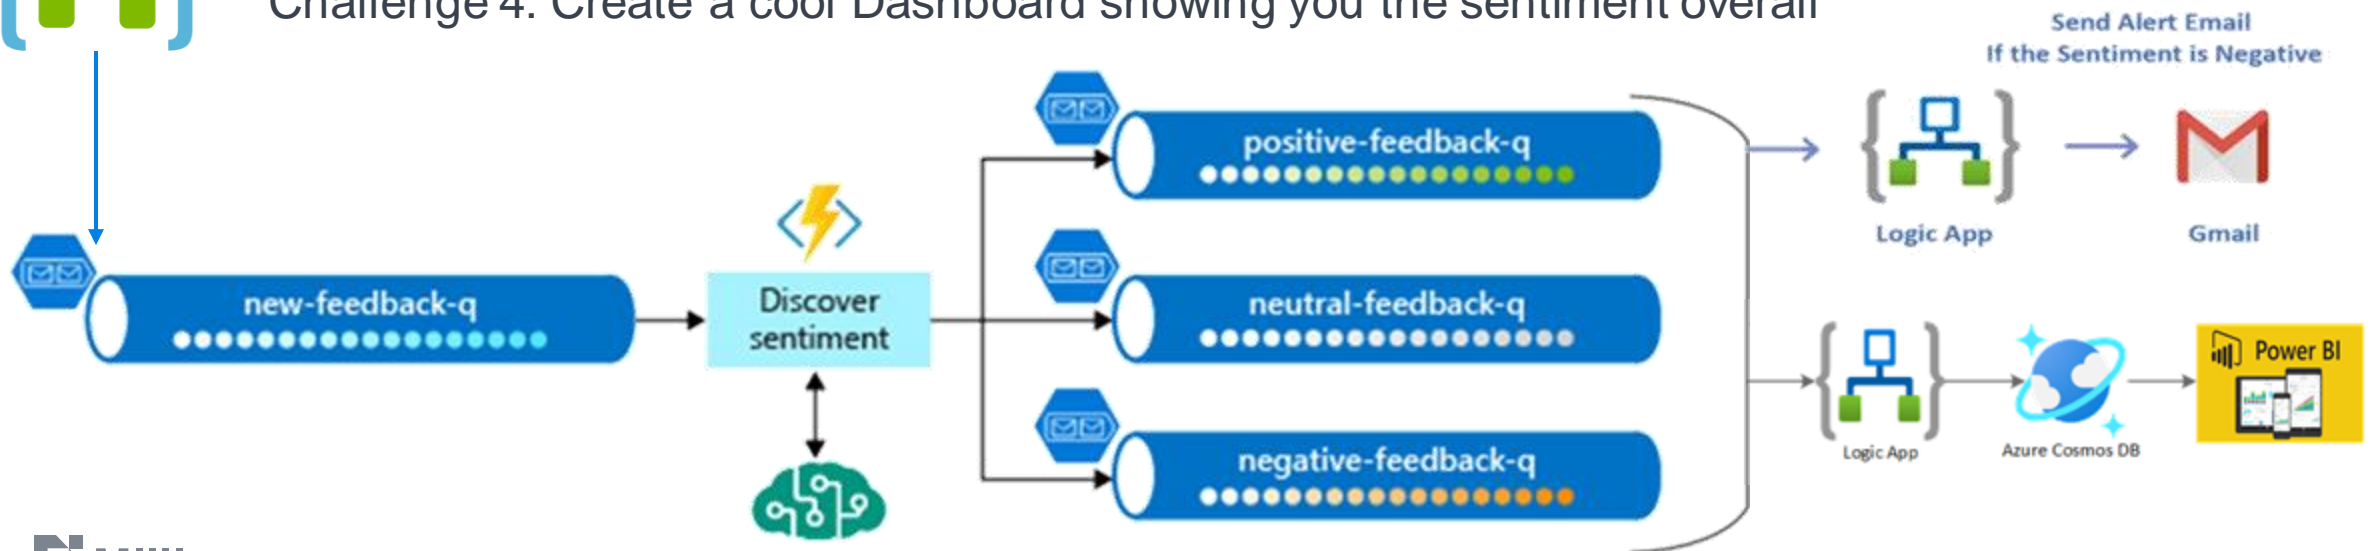 Challenge 4: Create a cool Dashboard showing you the sentiment overall
Send Alert Email
If the Sentiment is Negative
positive-feedback-q
Logic App
Gmail
new-feedback-q
Discover
sentiment
neutral-feedback-q
Power BI
Logic App
Azure Cosmos DB
negative-feedback-q